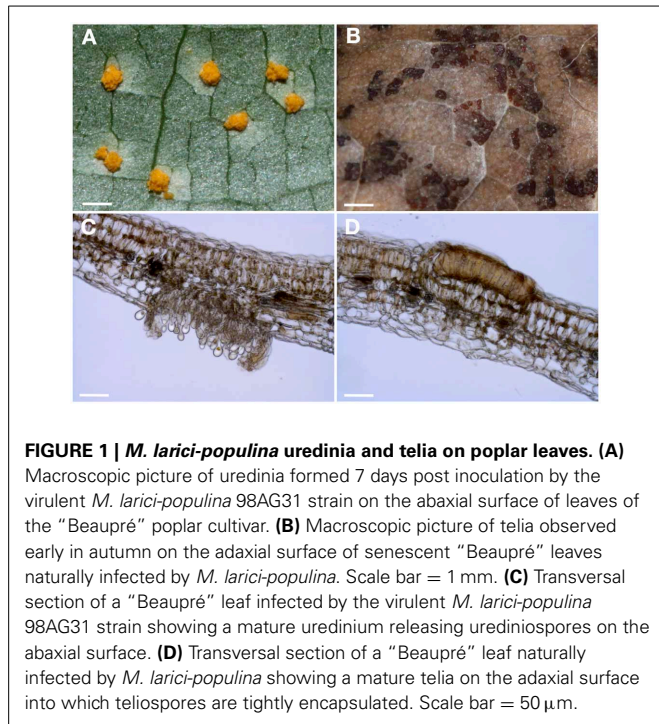 A
B
C
D
FIGURE 1 | M. larici-populina uredinia and telia on poplar leaves. (A)
Macroscopic picture of uredinia formed 7 days post inoculation by the
virulent M. larici-populina 98AG31 strain on the abaxial surface of leaves of
the “Beaupré” poplar cultivar. (B) Macroscopic picture of telia observed
early in autumn on the adaxial surface of senescent “Beaupré” leaves
naturally infected by M. larici-populina. Scale bar = 1 mm. (C) Transversal
section of a “Beaupré” leaf infected by the virulent M. larici-populina
98AG31 strain showing a mature uredinium releasing urediniospores on the
abaxial surface. (D) Transversal section of a “Beaupré” leaf naturally
infected by M. larici-populina showing a mature telia on the adaxial surface
into which teliospores are tightly encapsulated. Scale bar = 50 μm.